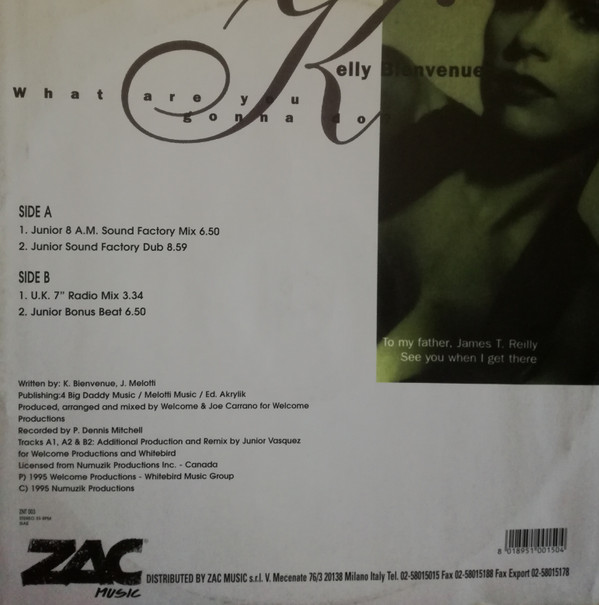 Kelly Bienvenue
What are you
gonna do?
SIDE A
1. Junior 8 A.M. Sound Factory Mix 6.50
2. Junior Sound Factory Dub 8.59
SIDE B
1. U.K. 7" Radio Mix 3.34
2. Junior Bonus Beat 6.50
To my father, James T. Reilly
See you when I get there
Written by: K. Bienvenue, J. Melotti
Publishing:4 Big Daddy Music / Melotti Music / Ed. Akrylik
Produced, arranged and mixed by Welcome & Joe Carrano for Welcome
Productions
Recorded by P. Dennis Mitchell
Tracks A1, A2 & B2: Additional Production and Remix by Junior Vasquez
for Welcome Productions and Whitebird
Licensed from Numuzik Productions Inc. - Canada
P) 1995 Welcome Productions - Whitebird Music Group
C) 1995 Numuzik Productions
STEREO 33 RPM
ZAC
MUSIC
DISTRIBUTED BY ZAC MUSIC s.r.l. V. Mecenate 76/3 20138 Milano Italy Tel. 02-58015015 Fax 02-58015188 Fax Export 02-58015178
8 018951 001504